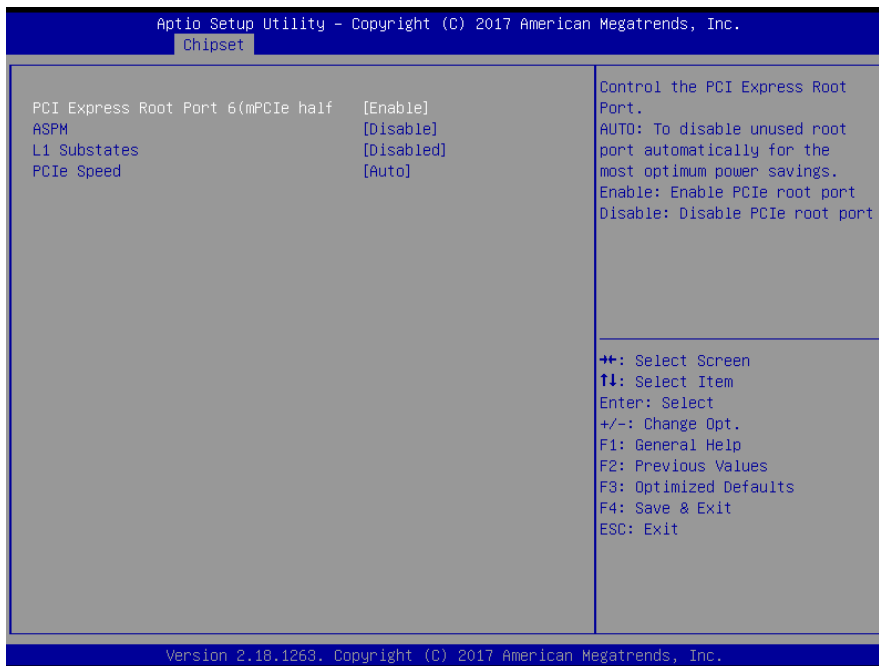 Aptio Setup Utility – Copyright (C) 2017 American Megatrends, Inc.
Chipset
PCI Express Root Port 6(mPCIe half [Enable]
ASPM [Disable]
L1 Substates [Disabled]
PCIe Speed [Auto]
Control the PCI Express Root
Port.
AUTO: To disable unused root
port automatically for the
most optimum power savings.
Enable: Enable PCIe root port
Disable: Disable PCIe root port
→←: Select Screen
↑↓: Select Item
Enter: Select
+/-: Change Opt.
F1: General Help
F2: Previous Values
F3: Optimized Defaults
F4: Save & Exit
ESC: Exit
Version 2.18.1263. Copyright (C) 2017 American Megatrends, Inc.